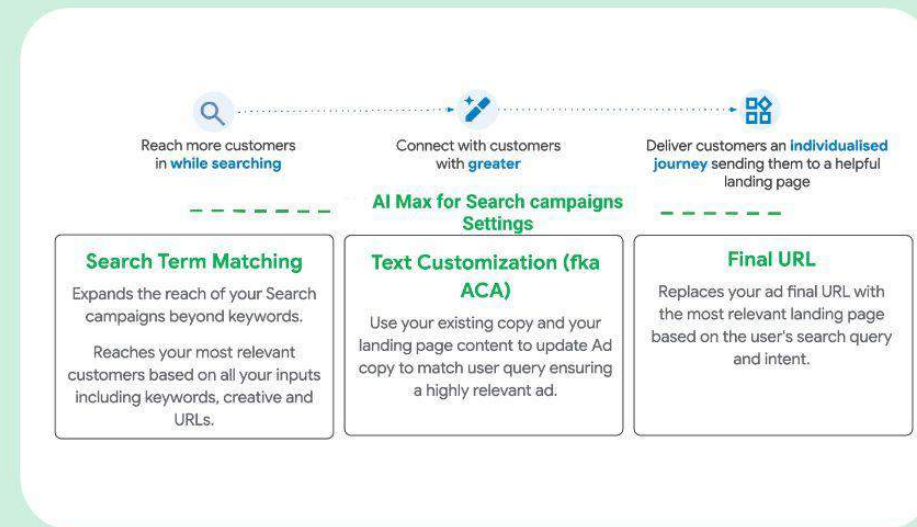 Reach more customers
in while searching
Connect with customers
with greater
Deliver customers an individualised
journey sending them to a helpful
landing page
AI Max for Search campaigns
Settings
Search Term Matching
Expands the reach of your Search
campaigns beyond keywords.
Reaches your most relevant
customers based on all your inputs
including keywords, creative and
URLs.
Text Customization (fka
ACA)
Use your existing copy and your
landing page content to update Ad
copy to match user query ensuring
a highly relevant ad.
Final URL
Replaces your ad final URL with
the most relevant landing page
based on the user's search query
and intent.